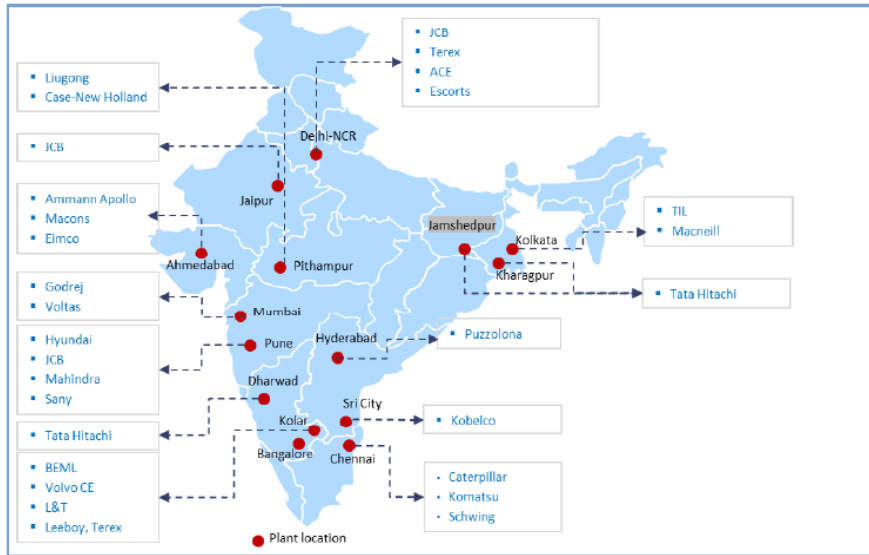 JCB
Terex
ACE
Escorts
Liugong
Case-New Holland
Delhi-NCR
JCB
Jaipur
Ammann Apollo
Macons
Eimco
Ahmedabad
Pithampur
Jamshedpur
Kolkata
Kharagpur
TIL
Macneill
Tata Hitachi
Godrej
Voltas
Mumbai
Hyundai
JCB
Mahindra
Sany
Pune
Hyderabad
Puzzolona
Dharwad
Tata Hitachi
Kolar
Sri City
Kobelco
Bangalore
Chennai
BEML
Volvo CE
L&T
Leeboy, Terex
Caterpillar
Komatsu
Schwing
Plant location